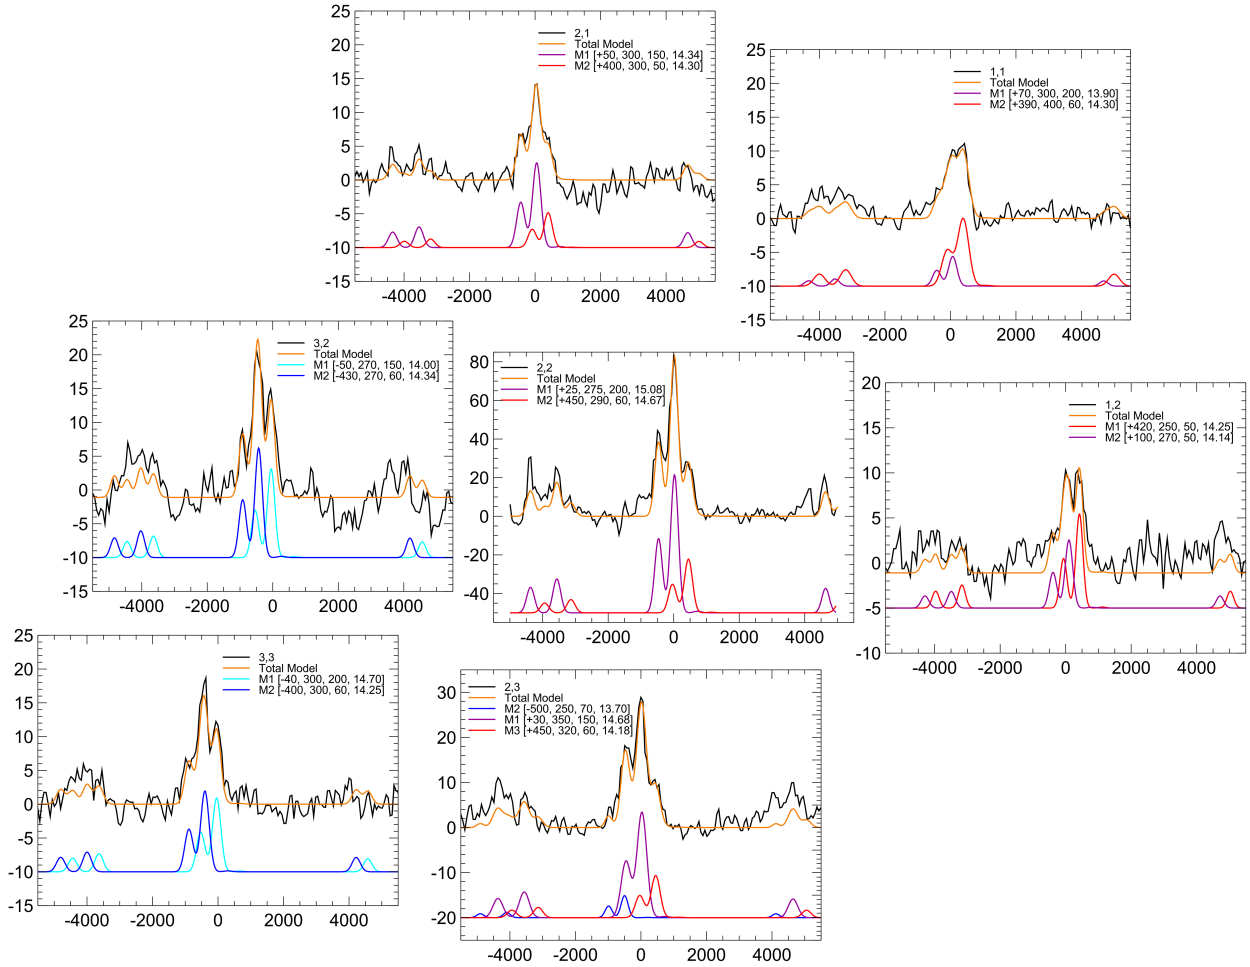 25
20
15
10
5
0
-5
-10
-15
2,1
Total Model
M1 [+50, 300, 150, 14.34]
M2 [+400, 300, 50, 14.30]
-4000 -2000 0 2000 4000
25
20
15
10
5
0
-5
-10
-15
1,1
Total Model
M1 [+70, 300, 200, 13.90]
M2 [+390, 400, 60, 14.30]
-4000 -2000 0 2000 4000
25
20
15
10
5
0
-5
-10
-15
3,2
Total Model
M1 [-50, 270, 150, 14.00]
M2 [-430, 270, 60, 14.34]
-4000 -2000 0 2000 4000
80
60
40
20
0
-20
-40
2,2
Total Model
M1 [+25, 275, 200, 15.08]
M2 [+450, 290, 60, 14.67]
-4000 -2000 0 2000 4000
20
15
10
5
0
-5
-10
1,2
Total Model
M1 [+420, 250, 50, 14.25]
M2 [+100, 270, 50, 14.14]
-4000 -2000 0 2000 4000
25
20
15
10
5
0
-5
-10
-15
3,3
Total Model
M1 [-40, 300, 200, 14.70]
M2 [-400, 300, 60, 14.25]
-4000 -2000 0 2000 4000
30
20
10
0
-10
-20
2,3
Total Model
M2 [-500, 250, 70, 13.70]
M1 [+30, 350, 150, 14.68]
M3 [+450, 320, 60, 14.18]
-4000 -2000 0 2000 4000